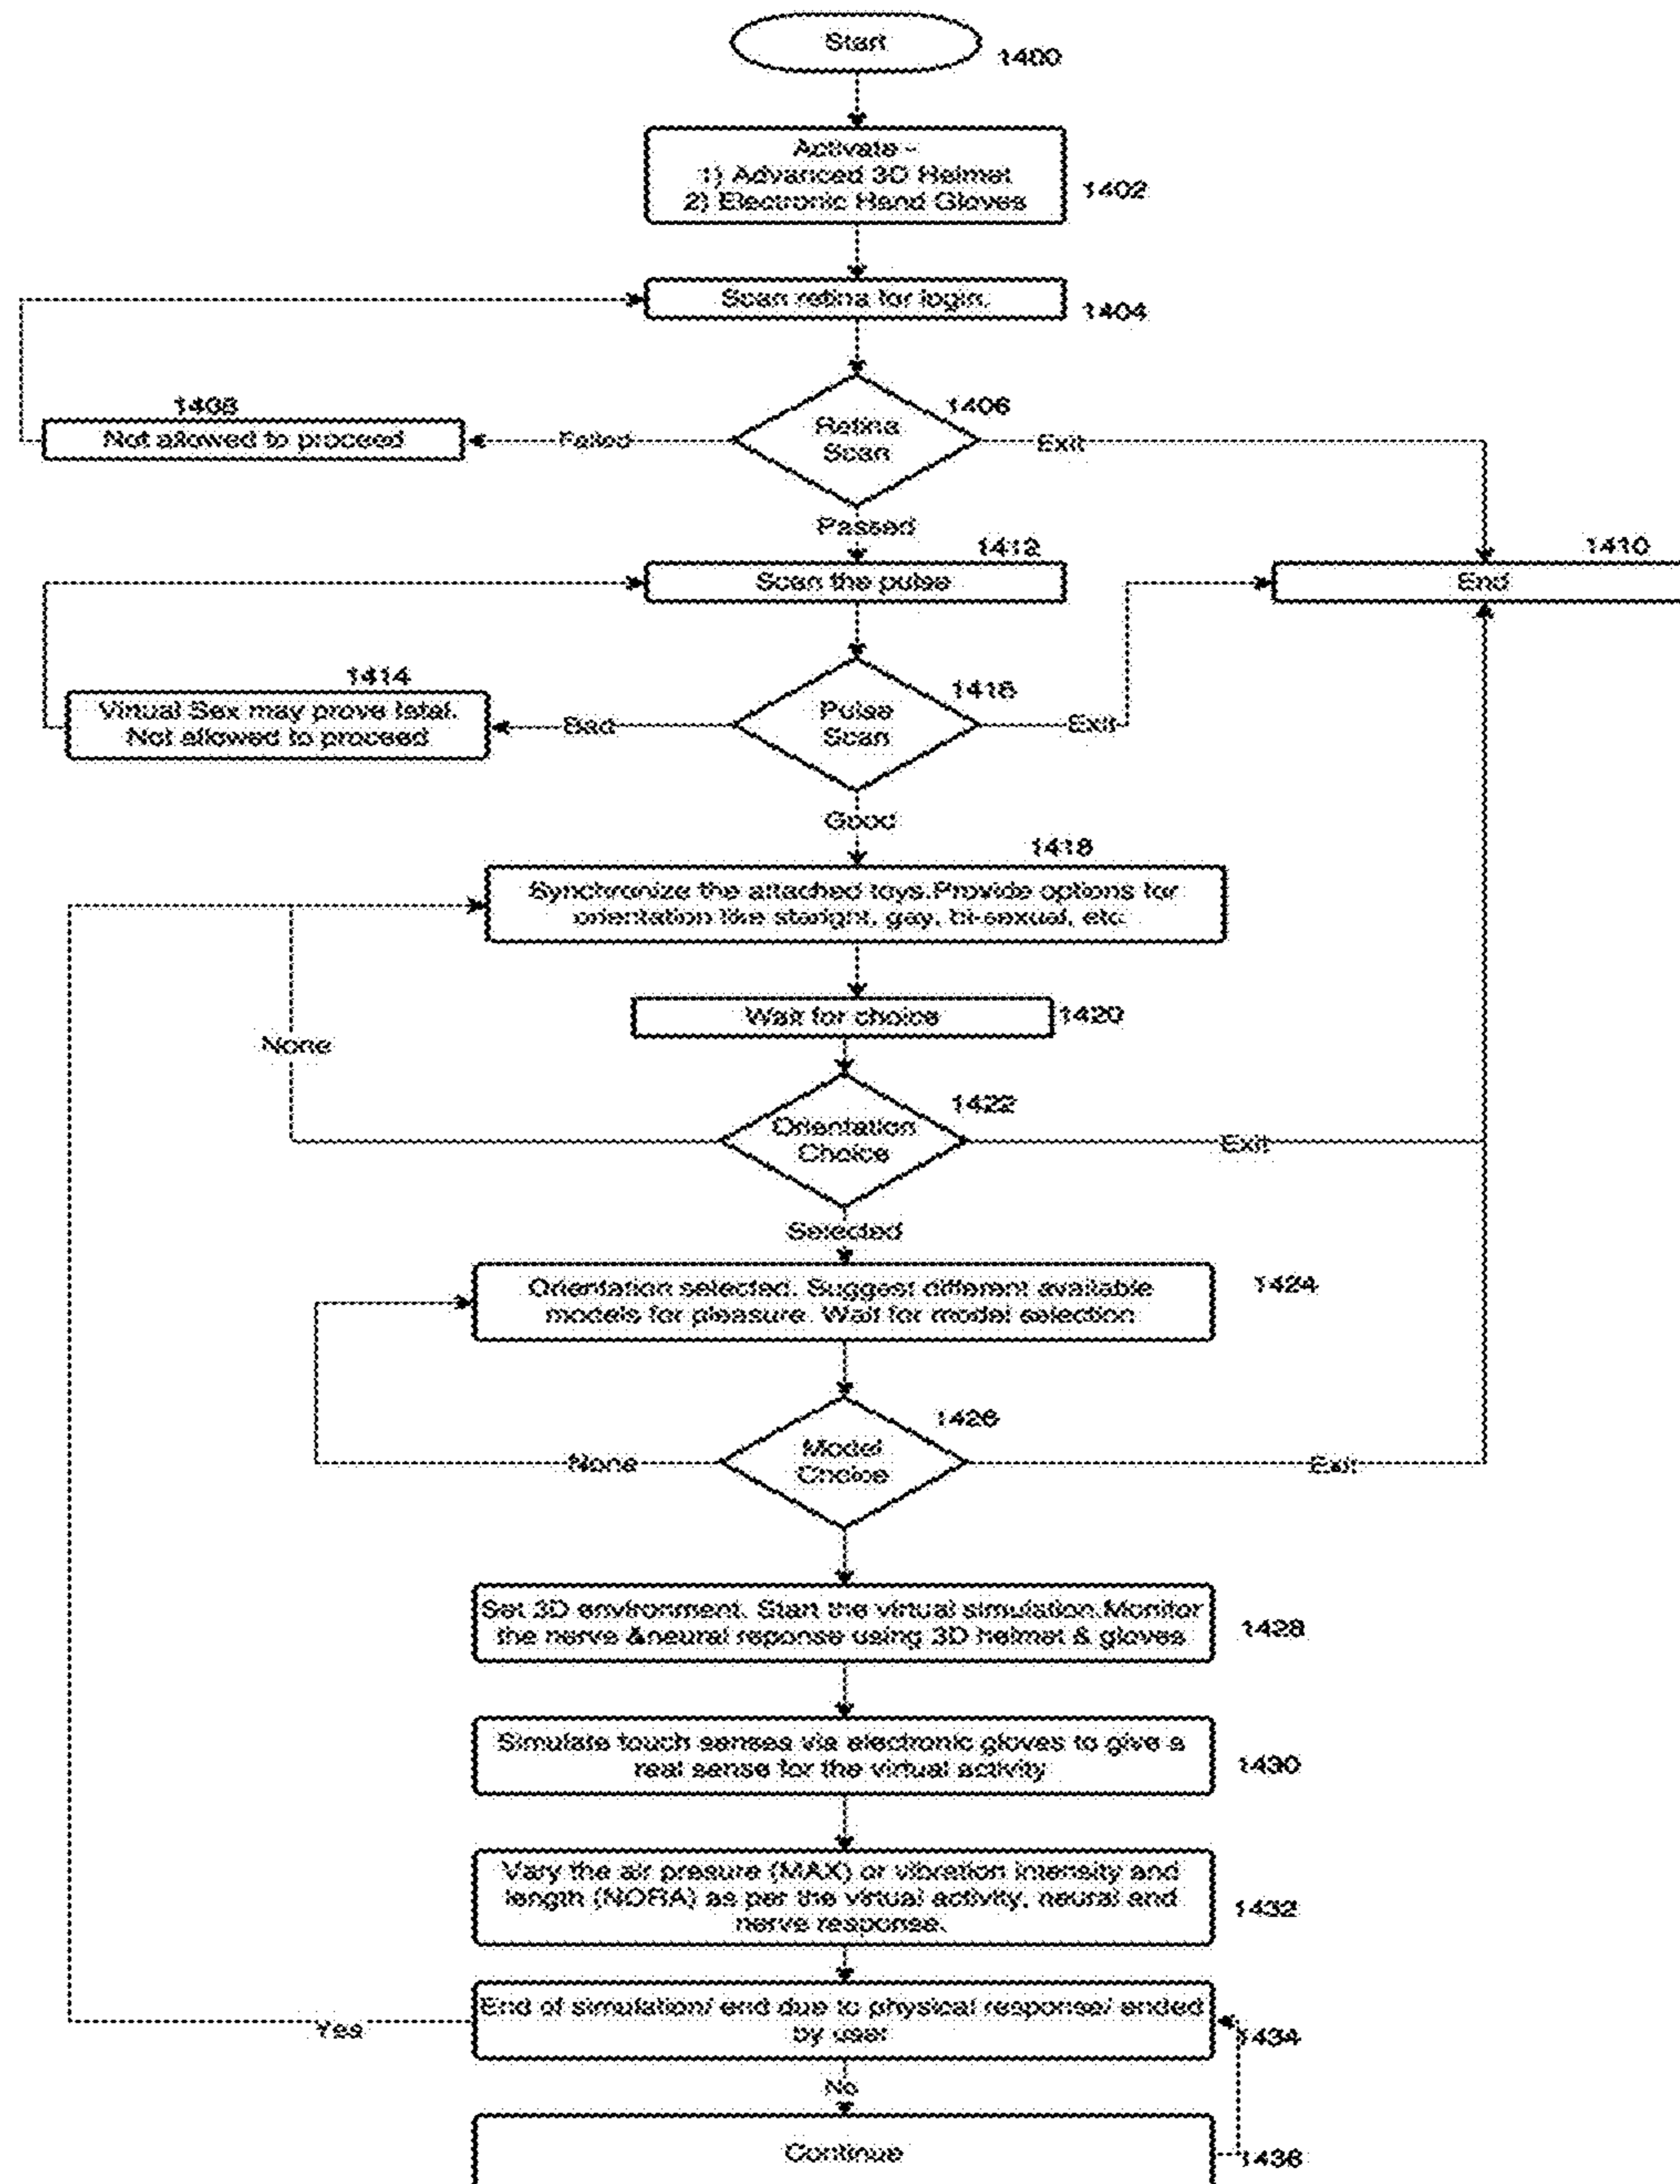 Start
1400
Activate -
1) Advanced 3D Helmet
2) Electronic Hand Gloves
1402
Scan retina for login.
1404
1406
1408
Not allowed to proceed
Failed
Retina
Scan
Exit
Passed
1412
1410
Scan the pulse
End
1414
1416
Virtual Sex may prove fatal.
Not allowed to proceed
Bad
Pulse
Scan
Exit
Good
1418
Synchronize the attached toys.Provide options for
orientation like staright, gay, bi-sexual, etc
Wait for choice
1420
None
1422
Orientation
Choice
Exit
Selected
Orientation selected. Suggest different available
models for pleasure. Wait for model selection
1424
1426
None
Model
Choice
Exit
Set 3D environment. Start the virtual simulation.Monitor
the nerve &neural reponse using 3D helmet & gloves
1428
Simulate touch senses via electronic gloves to give a
real sense for the virtual activity
1430
Vary the air presure (MAX) or vibration intensity and
length (NORA) as per the virtual activity, neural and
nerve response.
1432
End of simulation/ end due to physical response/ ended
by user
1434
Yes
No
Continue
1436